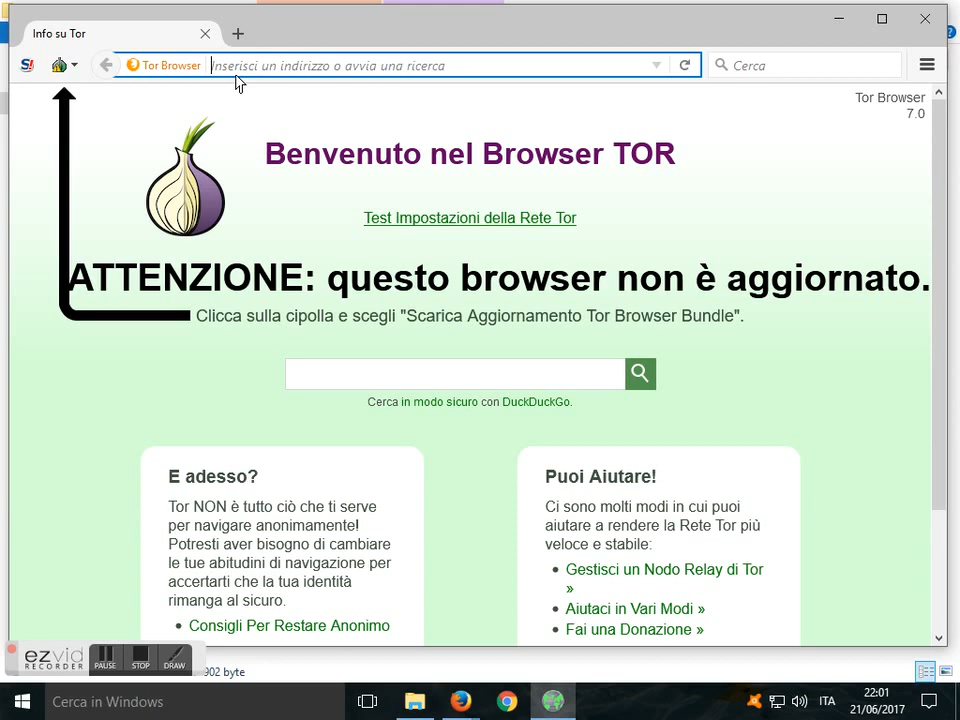 Info su Tor
S!
Tor Browser
Inserisci un indirizzo o avvia una ricerca
Cerca
Tor Browser
7.0
Benvenuto nel Browser TOR
Test Impostazioni della Rete Tor
ATTENZIONE: questo browser non è aggiornato.
Clicca sulla cipolla e scegli "Scarica Aggiornamento Tor Browser Bundle".
Cerca in modo sicuro con DuckDuckGo.
E adesso?
Tor NON è tutto ciò che ti serve
per navigare anonimamente!
Potresti aver bisogno di cambiare
le tue abitudini di navigazione per
accertarti che la tua identità
rimanga al sicuro.
• Consigli Per Restare Anonimo
Puoi Aiutare!
Ci sono molti modi in cui puoi
aiutare a rendere la Rete Tor più
veloce e stabile:
• Gestisci un Nodo Relay di Tor
»
• Aiutaci in Vari Modi »
• Fai una Donazione »
ezvid
RECORDER
PAUSE
STOP
DRAW
902 byte
Cerca in Windows
ITA
22:01
21/06/2017